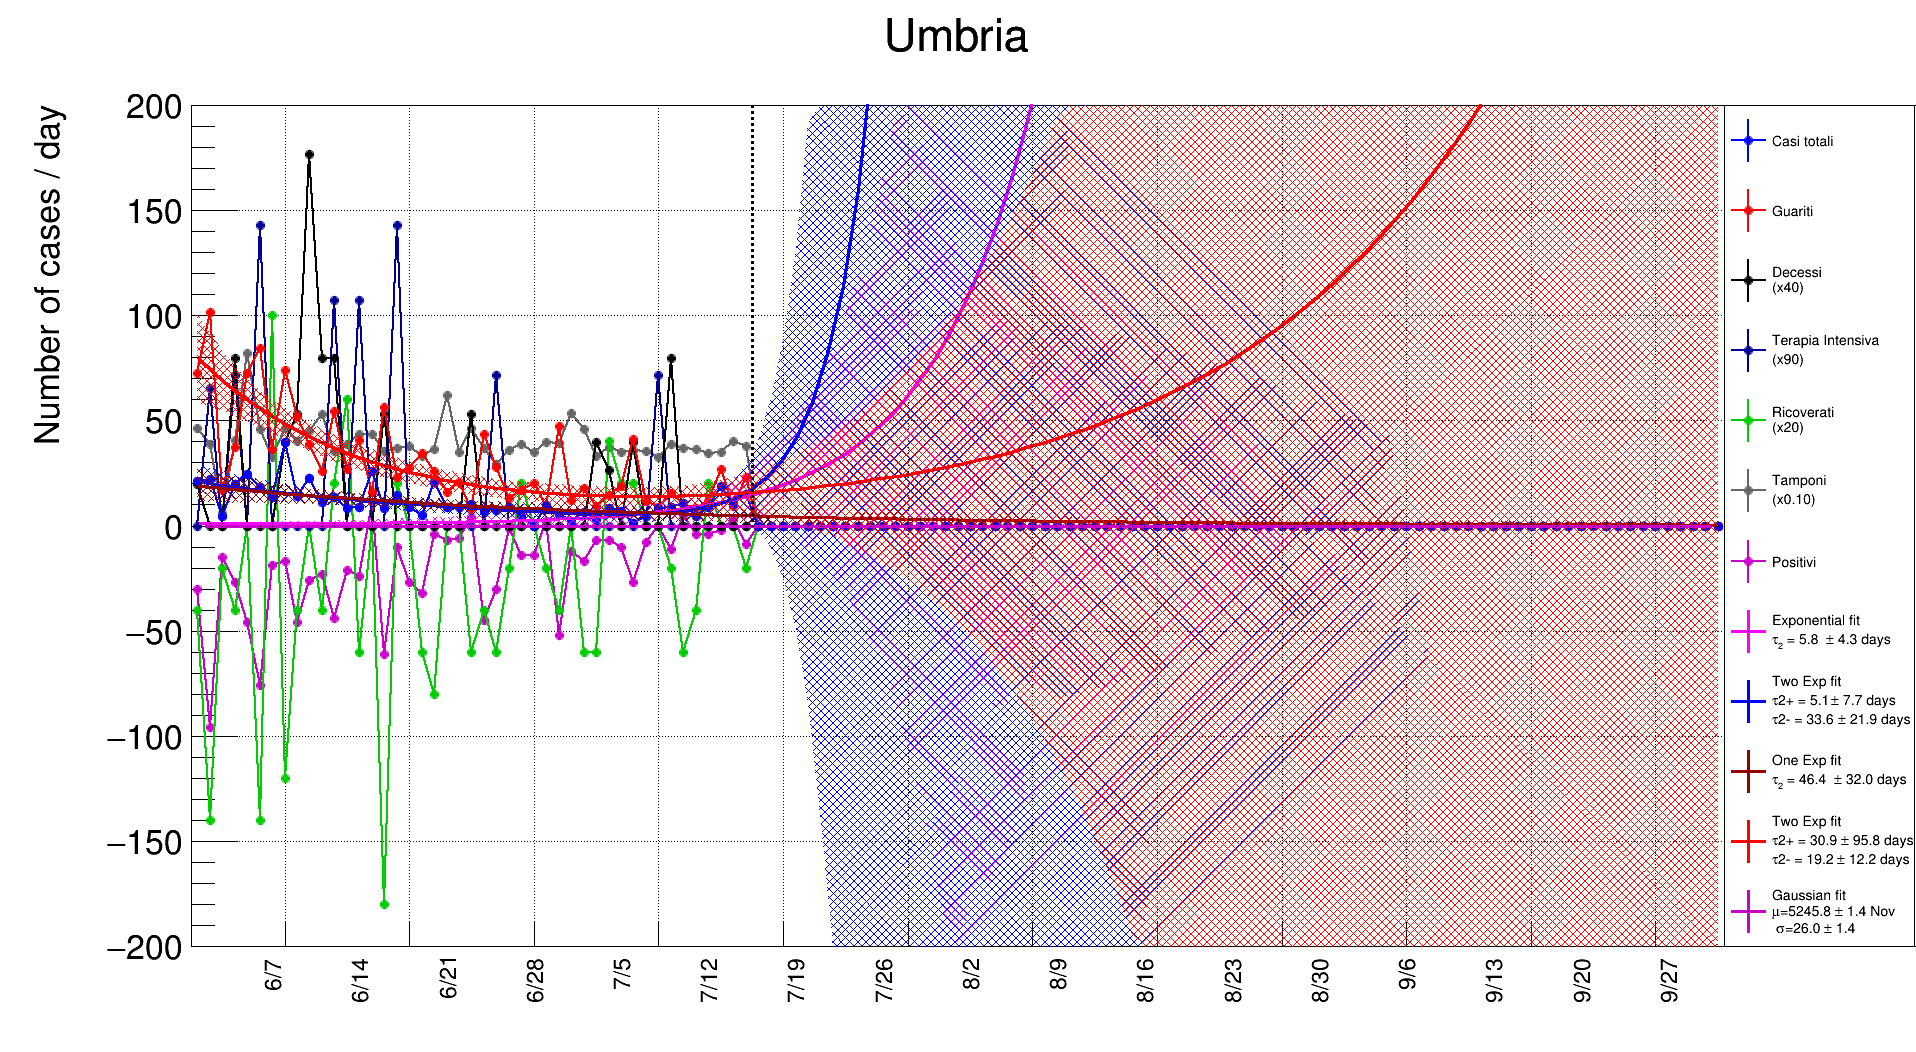 Umbria
Number of cases / day
200
150
100
50
0
−50
−100
−150
−200
6/7
6/14
6/21
6/28
7/5
7/12
7/19
7/26
8/2
8/9
8/16
8/23
8/30
9/6
9/13
9/20
9/27
Casi totali
Guariti
Decessi
(x40)
Terapia Intensiva
(x90)
Ricoverati
(x20)
Tamponi
(x0.10)
Positivi
Exponential fit
τ2 = 5.8 ± 4.3 days
Two Exp fit
τ2+ = 5.1 ± 7.7 days
τ2- = 33.6 ± 21.9 days
One Exp fit
τ2 = 46.4 ± 32.0 days
Two Exp fit
τ2+ = 30.9 ± 95.8 days
τ2- = 19.2 ± 12.2 days
Gaussian fit
μ=5245.8 ± 1.4 Nov
σ=26.0 ± 1.4